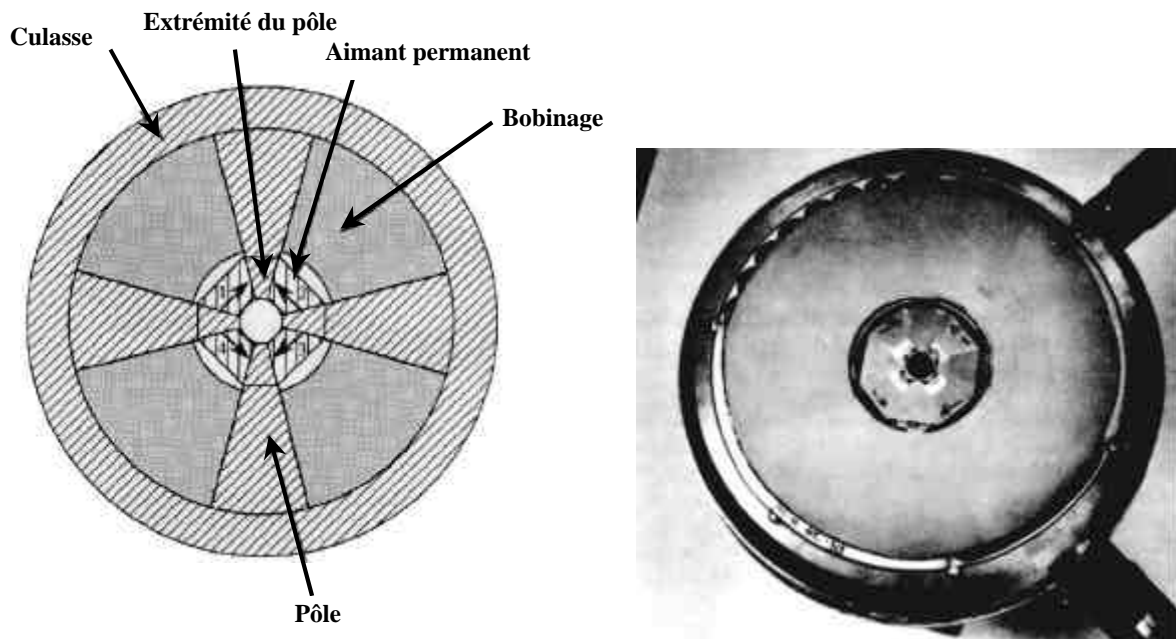 Extrémité du pôle
Culasse
Aimant permanent
Bobinage
Pôle